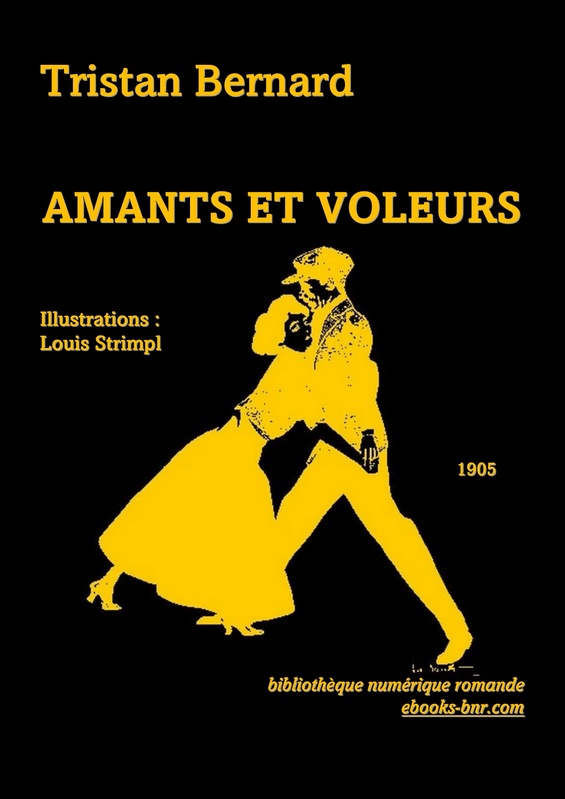 Tristan Bernard
AMANTS ET VOLEURS
Illustrations :
Louis Strimpl
1905
bibliothèque numérique romande
ebooks-bnr.com